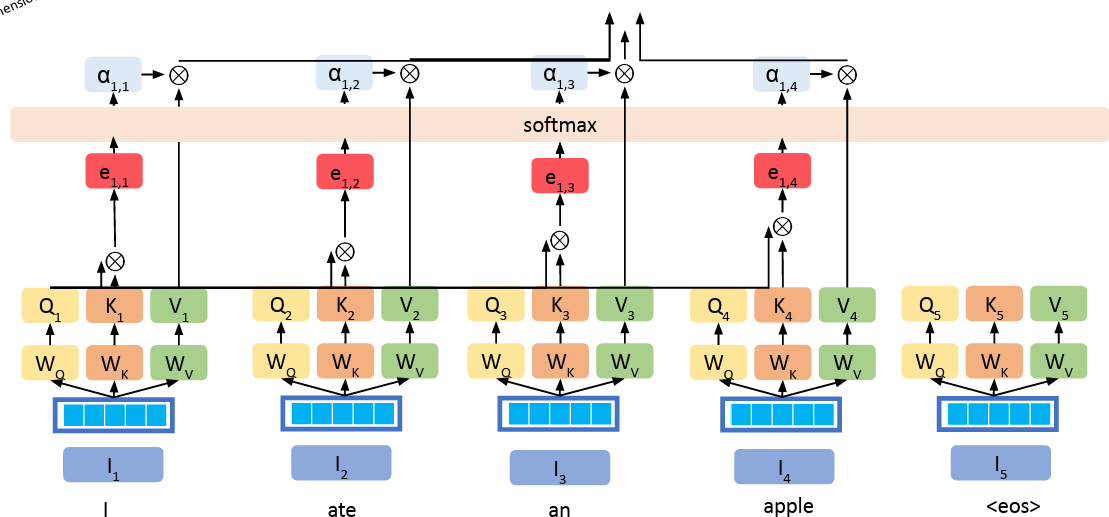 α1,1 α1,2 α1,3 α1,4
softmax
e1,1 e1,2 e1,3 e1,4
Q1 K1 V1 Q2 K2 V2 Q3 K3 V3 Q4 K4 V4 Q5 K5 V5
WQ WK WV WQ WK WV WQ WK WV WQ WK WV WQ WK WV
I1 I2 I3 I4 I5
I ate an apple <eos>